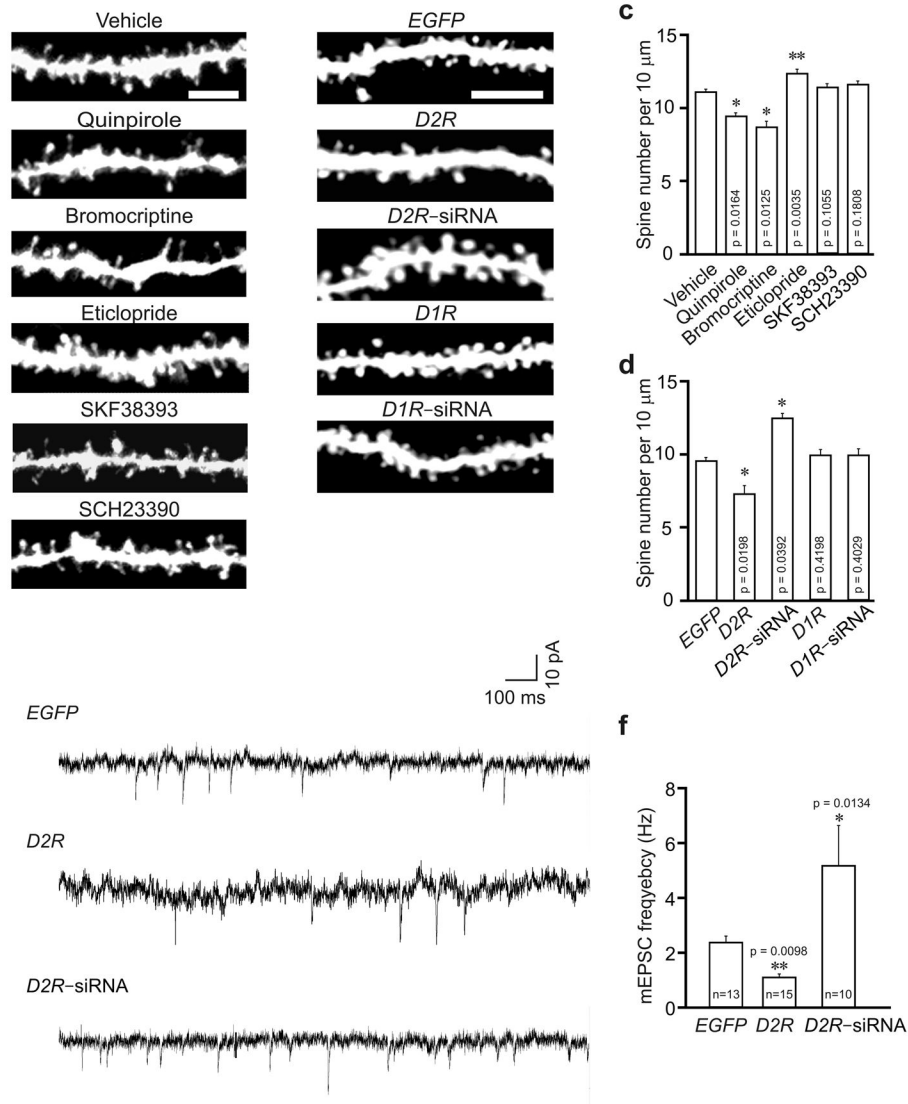 Vehicle
Quinpirole
Bromocriptine
Eticlopride
SKF38393
SCH23390
EGFP
D2R
D2R−siRNA
D1R
D1R−siRNA
c
Spine number per 10 μm
15
10
5
0
*
*
**
p = 0.0164
p = 0.0125
p = 0.0035
p = 0.1055
p = 0.1808
Vehicle
Quinpirole
Bromocriptine
Eticlopride
SKF38393
SCH23390
d
Spine number per 10 μm
15
10
5
0
*
*
p = 0.0198
p = 0.0392
p = 0.4198
p = 0.4029
EGFP
D2R
D2R−siRNA
D1R
D1R−siRNA
10 pA
100 ms
EGFP
D2R
D2R−siRNA
f
mEPSC freqyebcy (Hz)
8
6
4
2
0
p = 0.0134
*
p = 0.0098
**
n=13
n=15
n=10
EGFP
D2R
D2R−siRNA